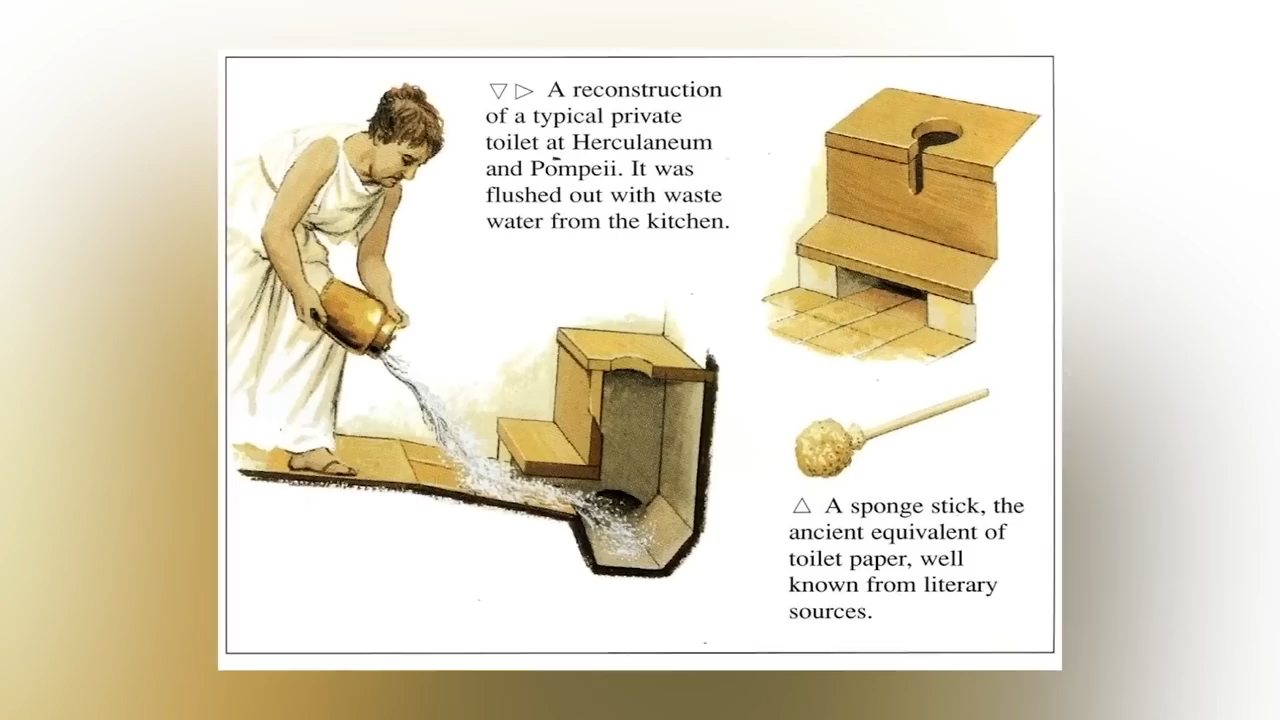 ▽ ▷ A reconstruction
of a typical private
toilet at Herculaneum
and Pompeii. It was
flushed out with waste
water from the kitchen.
△ A sponge stick, the
ancient equivalent of
toilet paper, well
known from literary
sources.